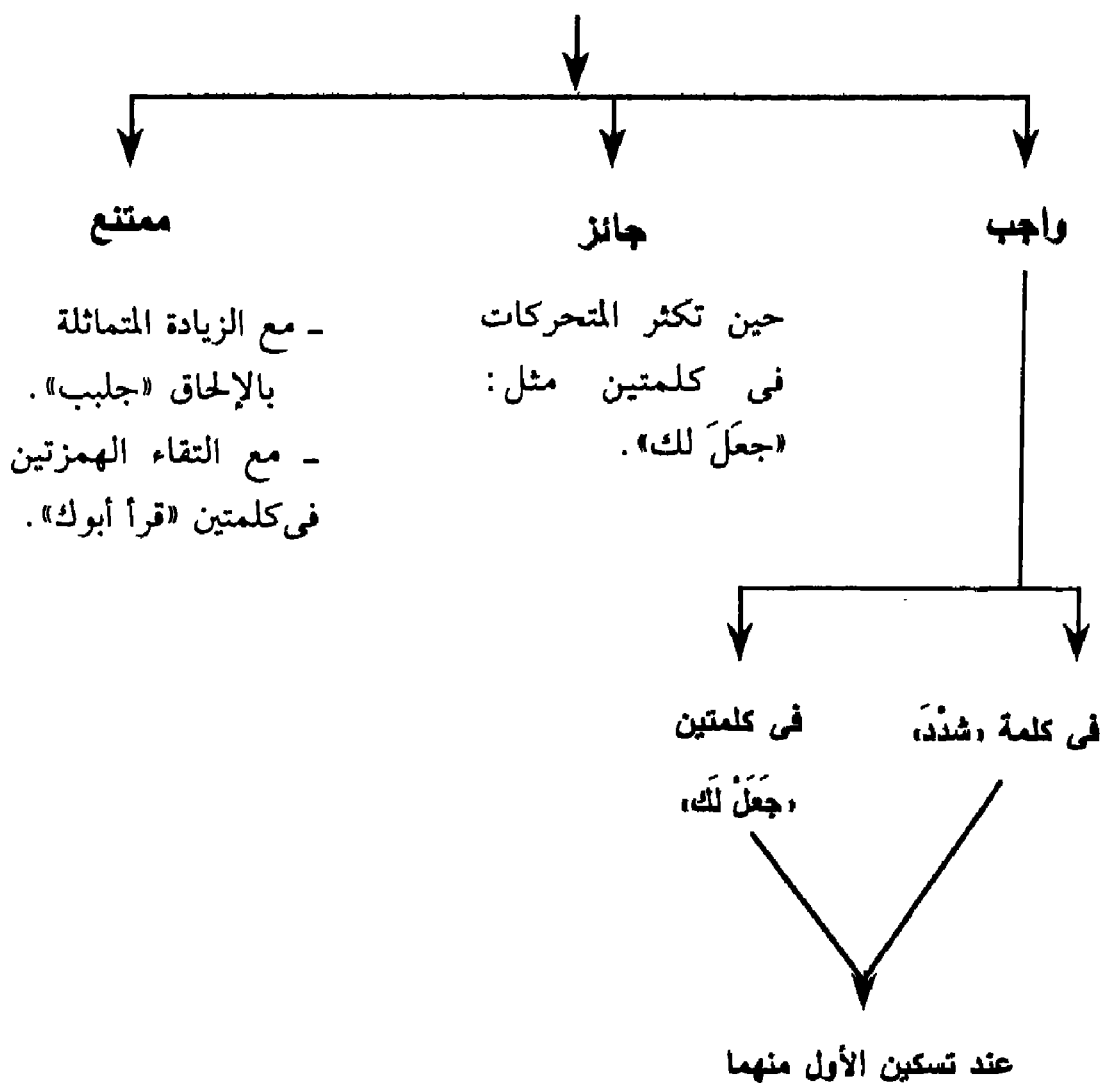 واجب
جائز
ممتنع
حين تكثر المتحركات
فى كلمتين مثل:
«جعَلَ لك».
ـ مع الزيادة المتماثلة
بالإلحاق «جلبب».
ـ مع التقاء الهمزتين
فى كلمتين «قرأ أبوك».
فى كلمة «شدْدَ»
فى كلمتين
«جَعَلْ لَك»
عند تسكين الأول منهما